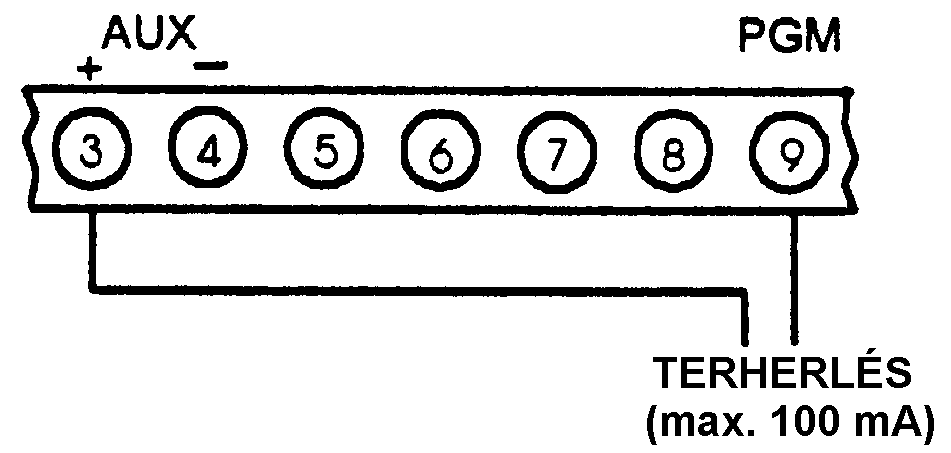 AUX PGM
+ −
3 4 5 6 7 8 9
TERHERLÉS
(max. 100 mA)